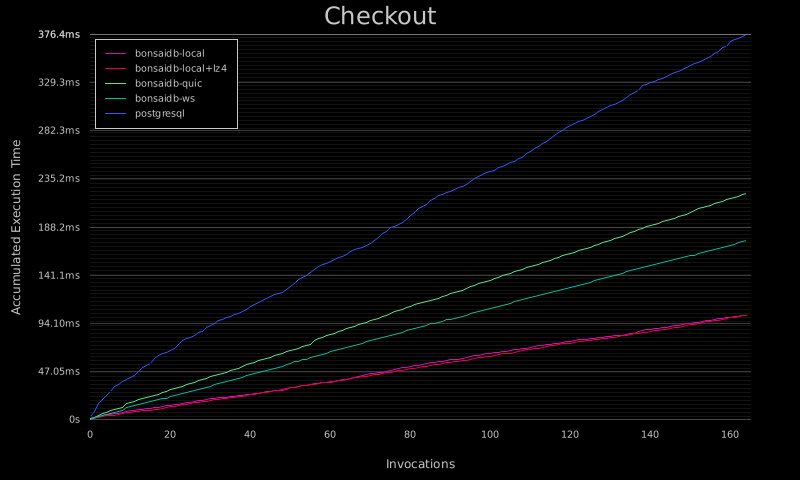 Checkout
376.4ms
329.3ms
282.3ms
235.2ms
188.2ms
141.1ms
94.10ms
47.05ms
0s
Accumulated Execution Time
bonsaidb-local
bonsaidb-local+lz4
bonsaidb-quic
bonsaidb-ws
postgresql
0 20 40 60 80 100 120 140 160
Invocations